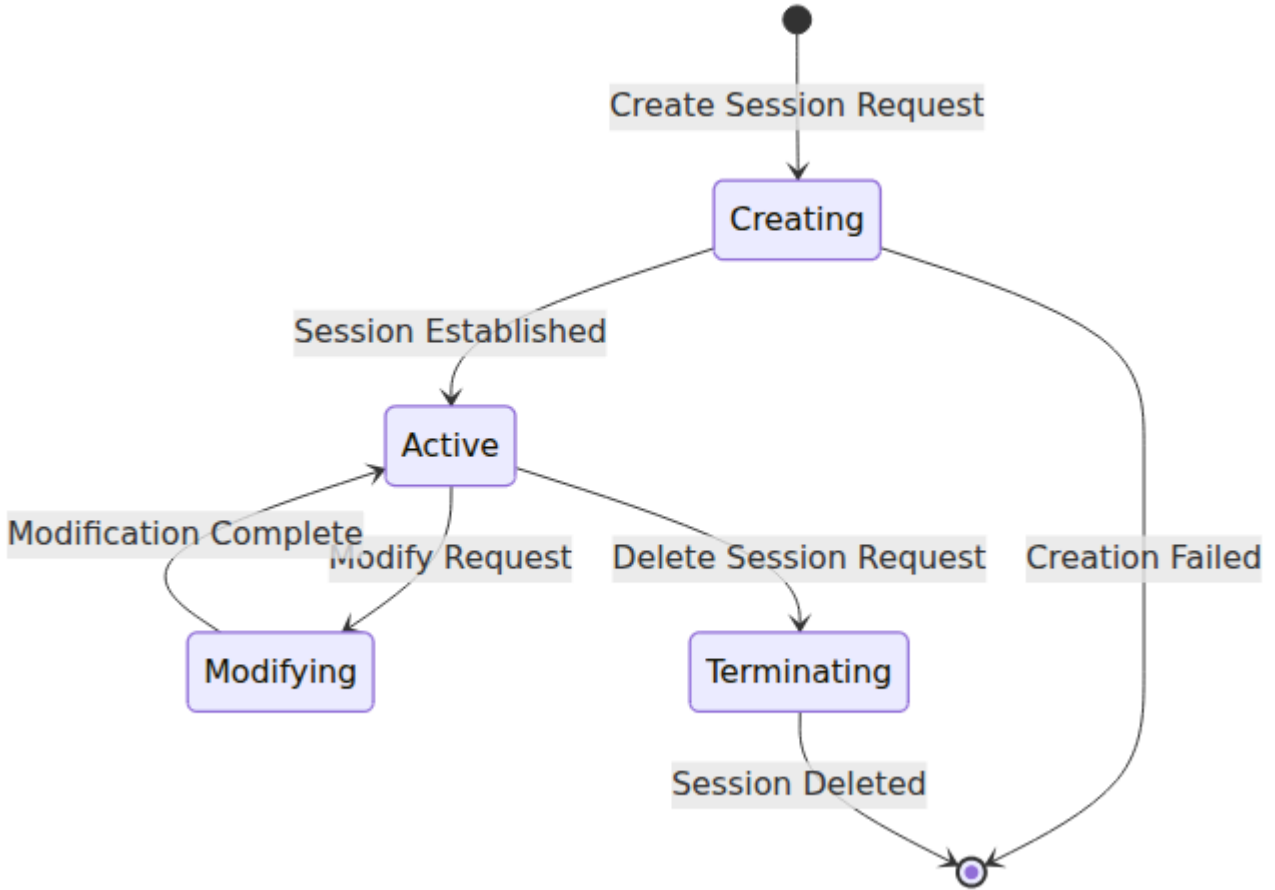 Create Session Request
Creating
Session Established
Active
Modification Complete
Modify Request
Delete Session Request
Creation Failed
Modifying
Terminating
Session Deleted